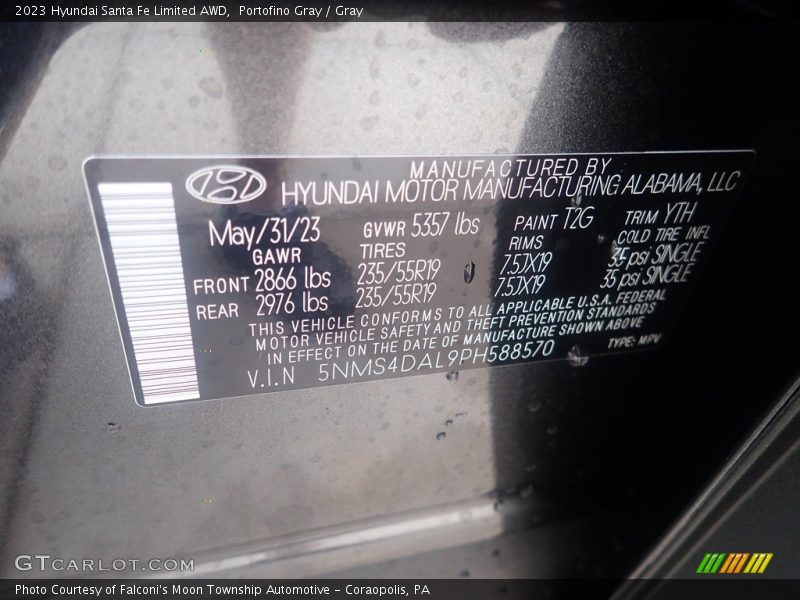 2023 Hyundai Santa Fe Limited AWD,  Portofino Gray / Gray
MANUFACTURED BY
HYUNDAI MOTOR MANUFACTURING ALABAMA, LLC
May/31/23 GVWR 5357 lbs PAINT T2G TRIM YTH
GAWR TIRES RIMS COLD TIRE INFL
FRONT 2866 lbs 235/55R19 7.5JX19 35 psi SINGLE
REAR 2976 lbs 235/55R19 7.5JX19 35 psi SINGLE
THIS VEHICLE CONFORMS TO ALL APPLICABLE U.S.A. FEDERAL
MOTOR VEHICLE SAFETY AND THEFT PREVENTION STANDARDS
IN EFFECT ON THE DATE OF MANUFACTURE SHOWN ABOVE
V.I.N 5NMS4DAL9PH588570 TYPE: MPV
GTCARLOT.COM
Photo Courtesy of Falconi's Moon Township Automotive - Coraopolis, PA